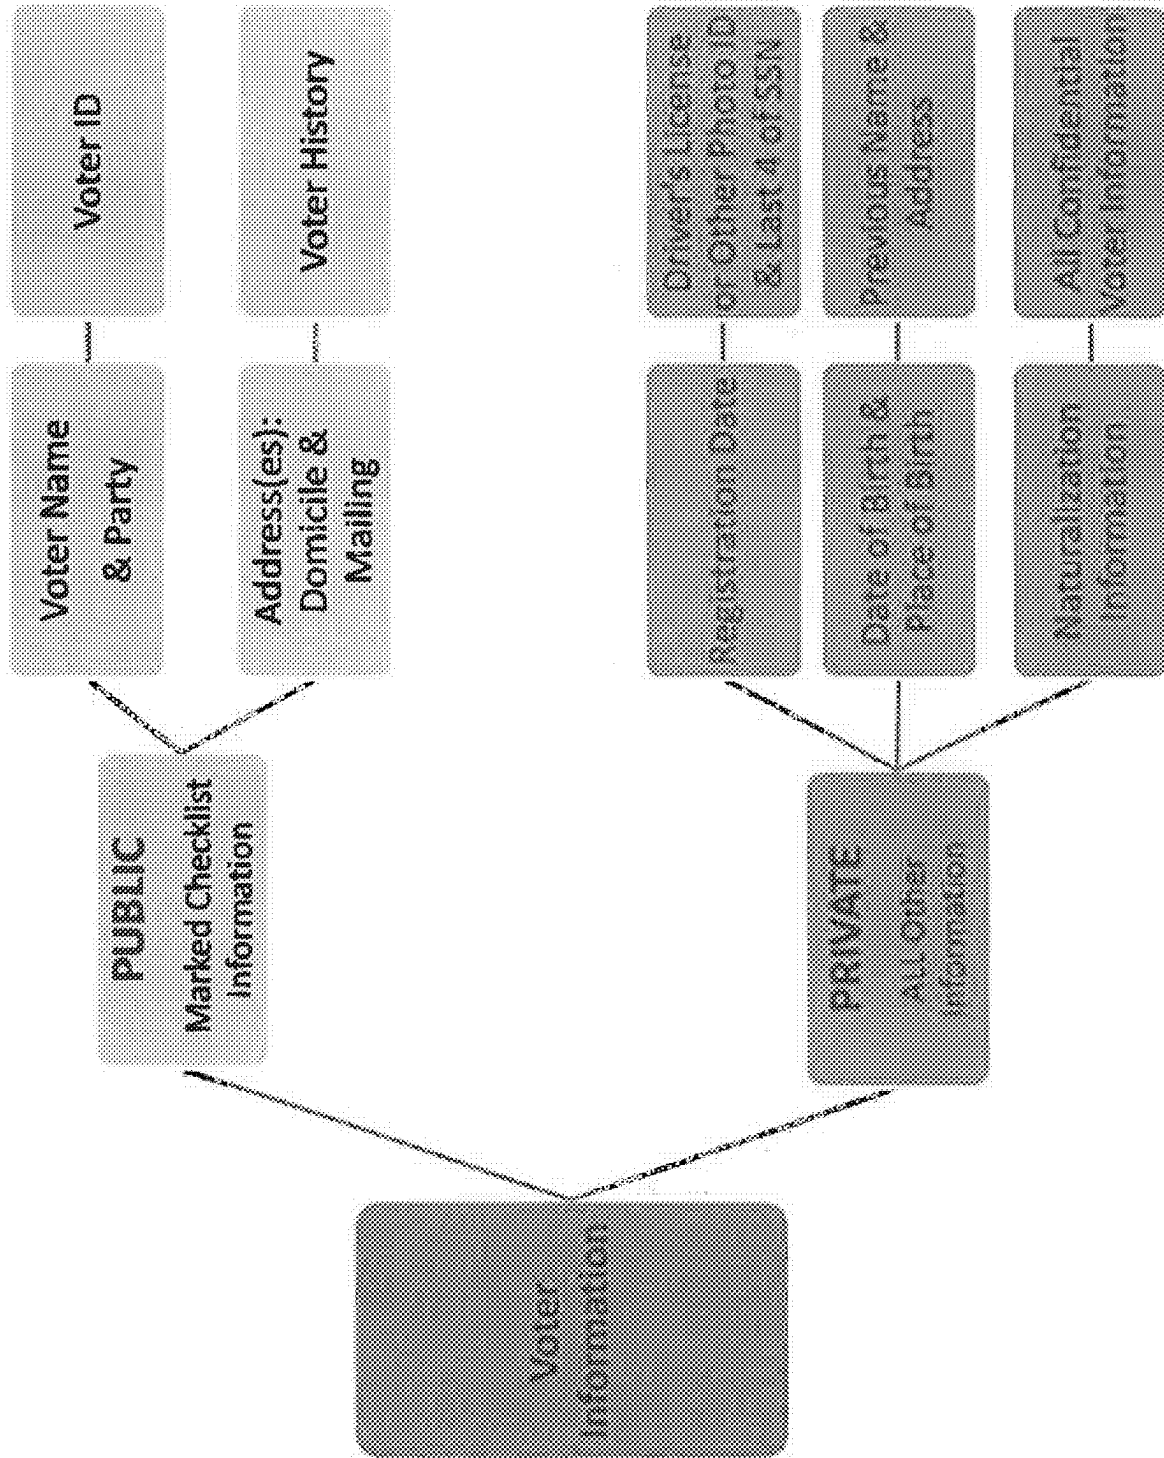 Voter
Information
PUBLIC
Marked Checklist
Information
Voter Name
& Party
Voter ID
Address(es):
Domicile &
Mailing
Voter History
PRIVATE
All Other
Information
Registration Date
Driver's License
or Other Photo ID
& Last 4 of SSN
Date of Birth &
Place of Birth
Previous Name &
Address
Naturalization
Information
All Confidential
Voter Information